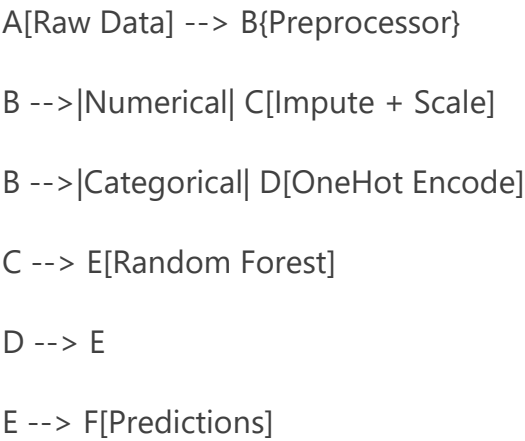 A[Raw Data] --> B{Preprocessor}
B -->|Numerical| C[Impute + Scale]
B -->|Categorical| D[OneHot Encode]
C --> E[Random Forest]
D --> E
E --> F[Predictions]